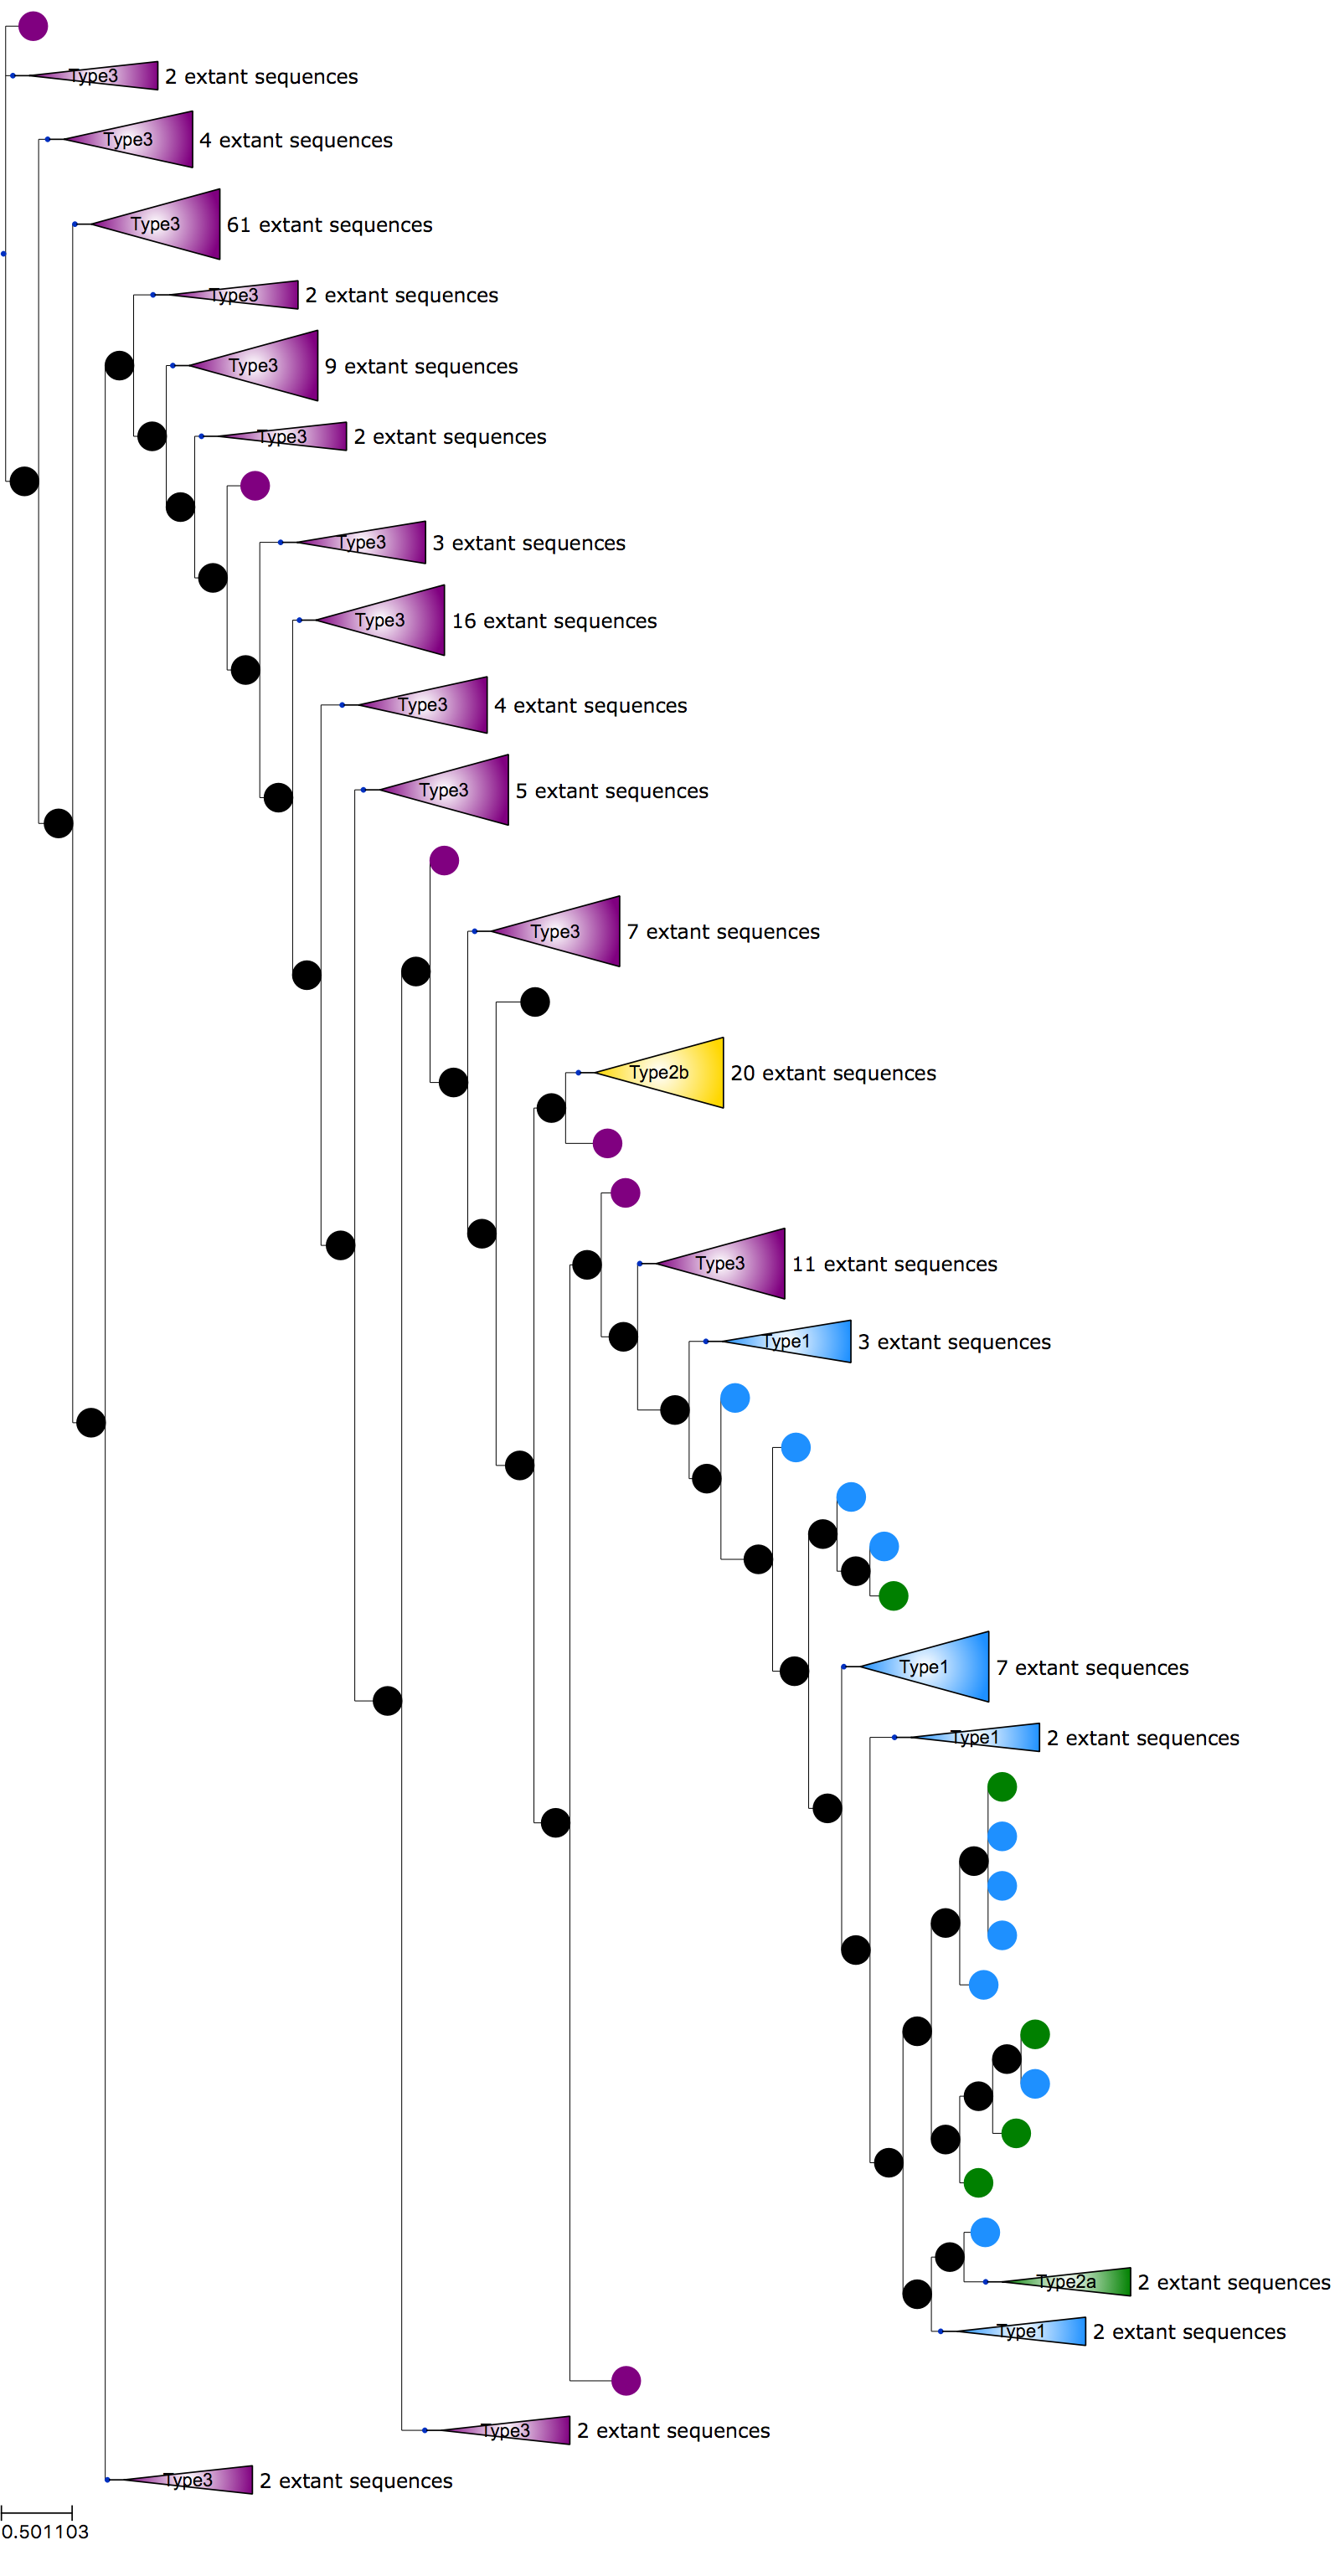 Type3 2 extant sequences
Type3 4 extant sequences
Type3 61 extant sequences
Type3 2 extant sequences
Type3 9 extant sequences
Type3 2 extant sequences
Type3 3 extant sequences
Type3 16 extant sequences
Type3 4 extant sequences
Type3 5 extant sequences
Type3 7 extant sequences
Type2b 20 extant sequences
Type3 11 extant sequences
Type1 3 extant sequences
Type1 7 extant sequences
Type1 2 extant sequences
Type2a 2 extant sequences
Type1 2 extant sequences
Type3 2 extant sequences
Type3 2 extant sequences
0.501103